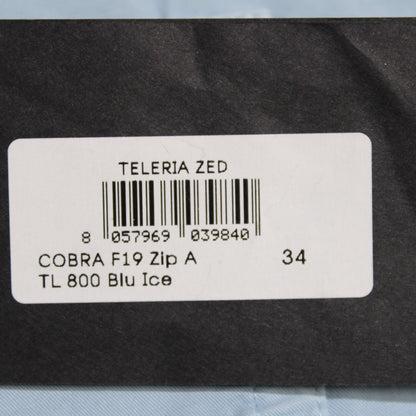 TELERIA ZED
8 057969 039840
COBRA F19 Zip A 34
TL 800 Blu Ice